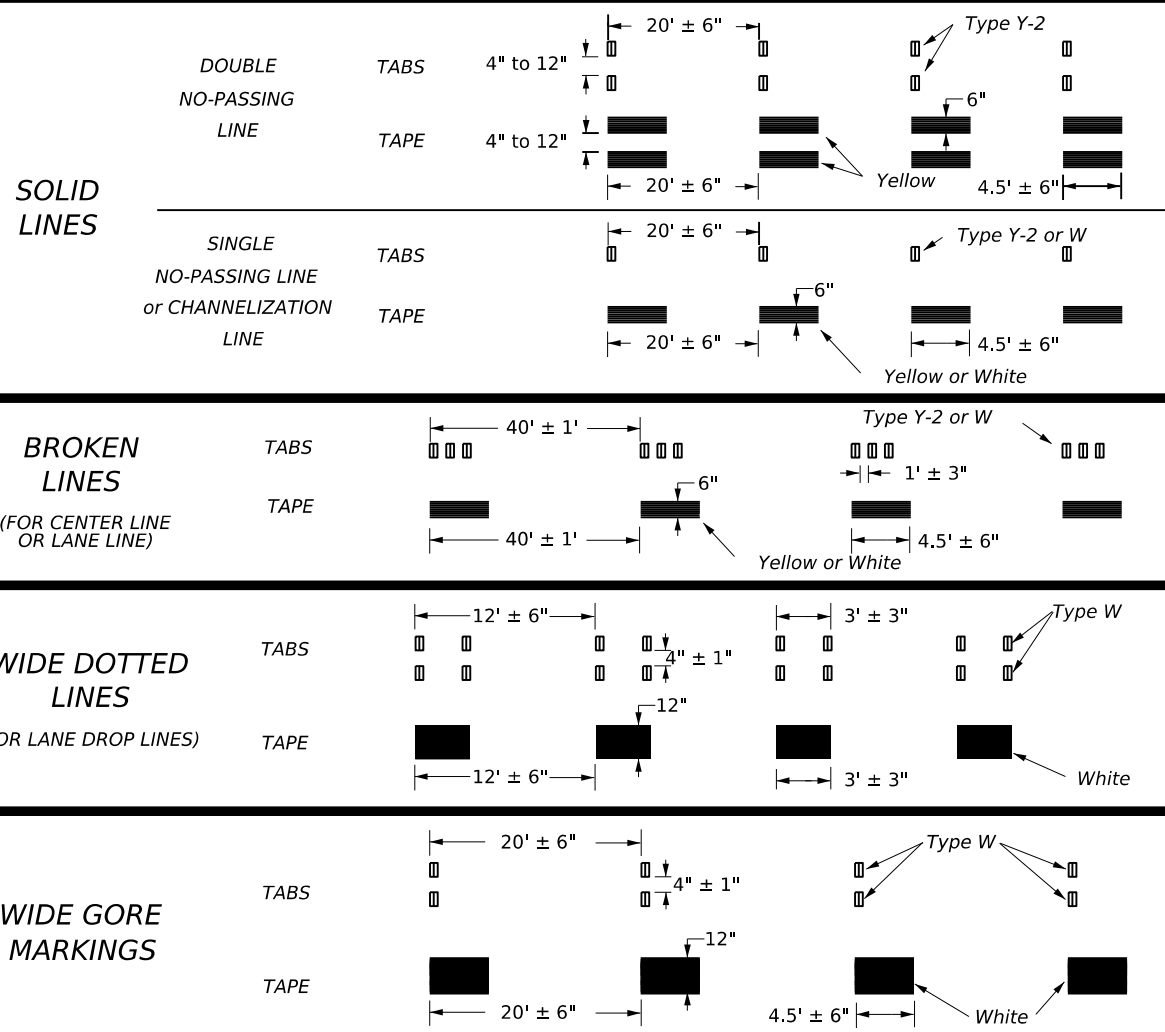 SOLID
LINES
DOUBLE
NO-PASSING
LINE
TABS
4" to 12"
20' ± 6"
Type Y-2
TAPE
4" to 12"
6"
20' ± 6"
Yellow
4.5' ± 6"
SINGLE
NO-PASSING LINE
or CHANNELIZATION
LINE
TABS
20' ± 6"
Type Y-2 or W
TAPE
6"
20' ± 6"
4.5' ± 6"
Yellow or White
BROKEN
LINES
(FOR CENTER LINE
OR LANE LINE)
TABS
40' ± 1'
Type Y-2 or W
1' ± 3"
TAPE
6"
40' ± 1'
4.5' ± 6"
Yellow or White
WIDE DOTTED
LINES
OR LANE DROP LINES)
TABS
12' ± 6"
3' ± 3"
Type W
4" ± 1"
TAPE
12"
12' ± 6"
3' ± 3"
White
WIDE GORE
MARKINGS
TABS
20' ± 6"
Type W
4" ± 1"
TAPE
12"
20' ± 6"
4.5' ± 6"
White